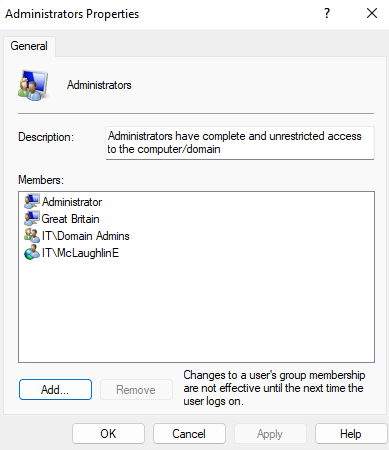 Administrators Properties
?
General
Administrators
Description:
Administrators have complete and unrestricted access
to the computer/domain
Members:
Administrator
Great Britain
IT\Domain Admins
IT\McLaughlinE
Add...
Remove
Changes to a user's group membership
are not effective until the next time the
user logs on.
OK
Cancel
Apply
Help